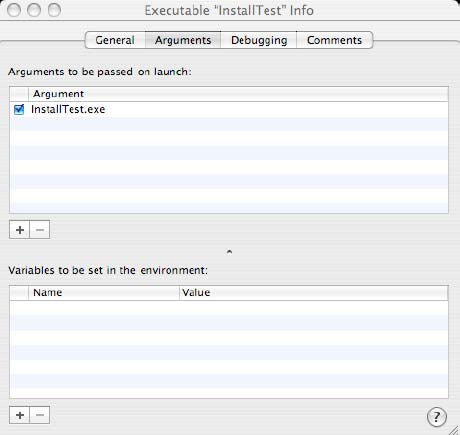 Executable “InstallTest” Info
General Arguments Debugging Comments
Arguments to be passed on launch:
Argument
InstallTest.exe
+ −
Variables to be set in the environment:
Name Value
+ −
?